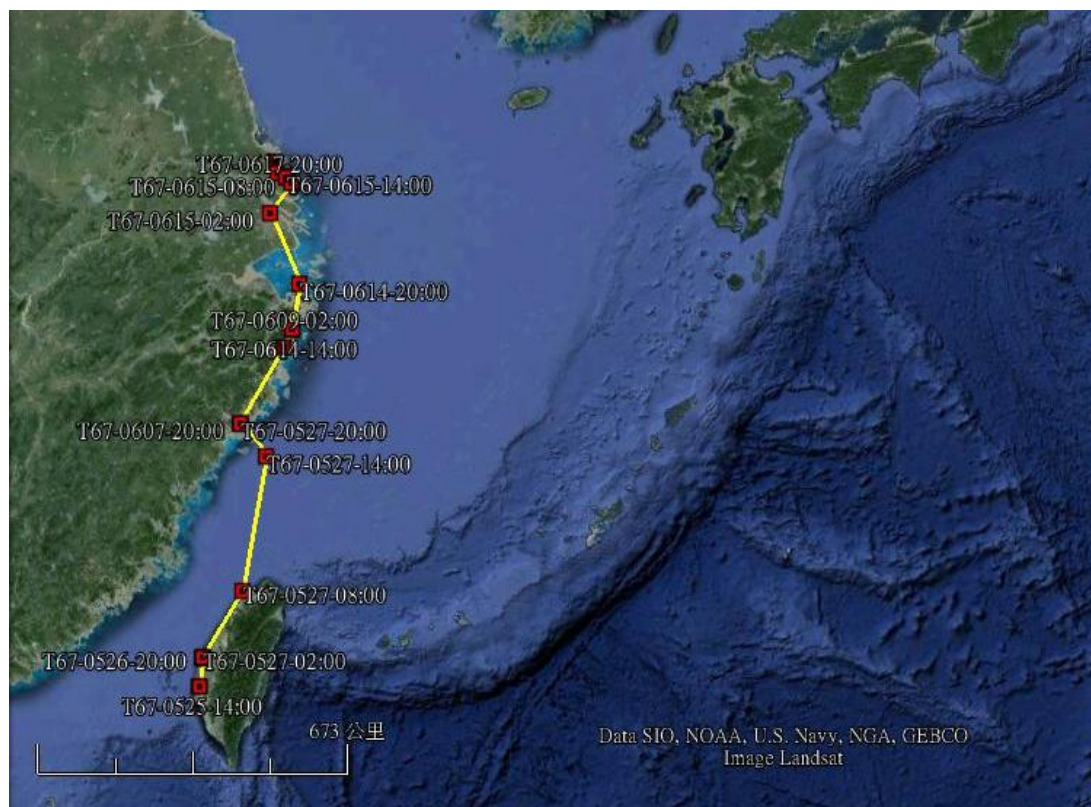 T67-0617-20:00
T67-0615-08:00
T67-0615-14:00
T67-0615-02:00
T67-0614-20:00
T67-0609-02:00
T67-0614-14:00
T67-0607-20:00
T67-0527-20:00
T67-0527-14:00
T67-0527-08:00
T67-0526-20:00
T67-0527-02:00
T67-0525-14:00
673 公里
Data SIO, NOAA, U.S. Navy, NGA, GEBCO
Image Landsat